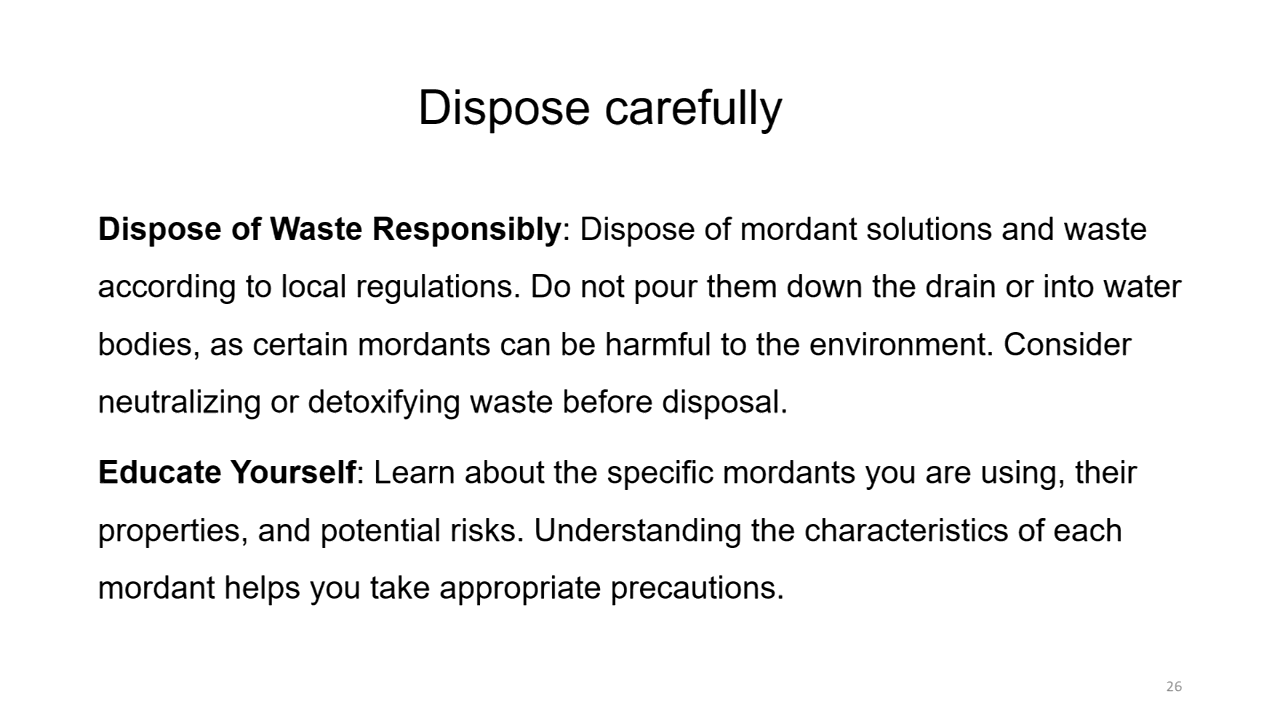 Dispose carefully
Dispose of Waste Responsibly: Dispose of mordant solutions and waste
according to local regulations. Do not pour them down the drain or into water
bodies, as certain mordants can be harmful to the environment. Consider
neutralizing or detoxifying waste before disposal.
Educate Yourself: Learn about the specific mordants you are using, their
properties, and potential risks. Understanding the characteristics of each
mordant helps you take appropriate precautions.
26